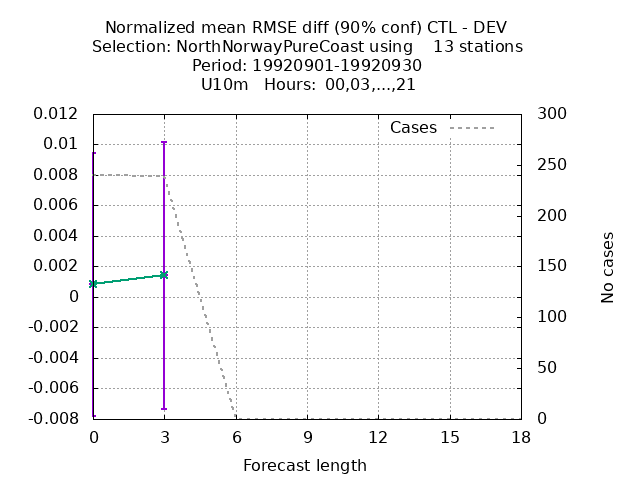 Normalized mean RMSE diff (90% conf) CTL - DEV
Selection: NorthNorwayPureCoast using    13 stations
Period: 19920901-19920930
U10m   Hours:  00,03,...,21
Cases
0.012
0.01
0.008
0.006
0.004
0.002
0
-0.002
-0.004
-0.006
-0.008
300
250
200
150
100
50
0
No cases
0 3 6 9 12 15 18
Forecast length